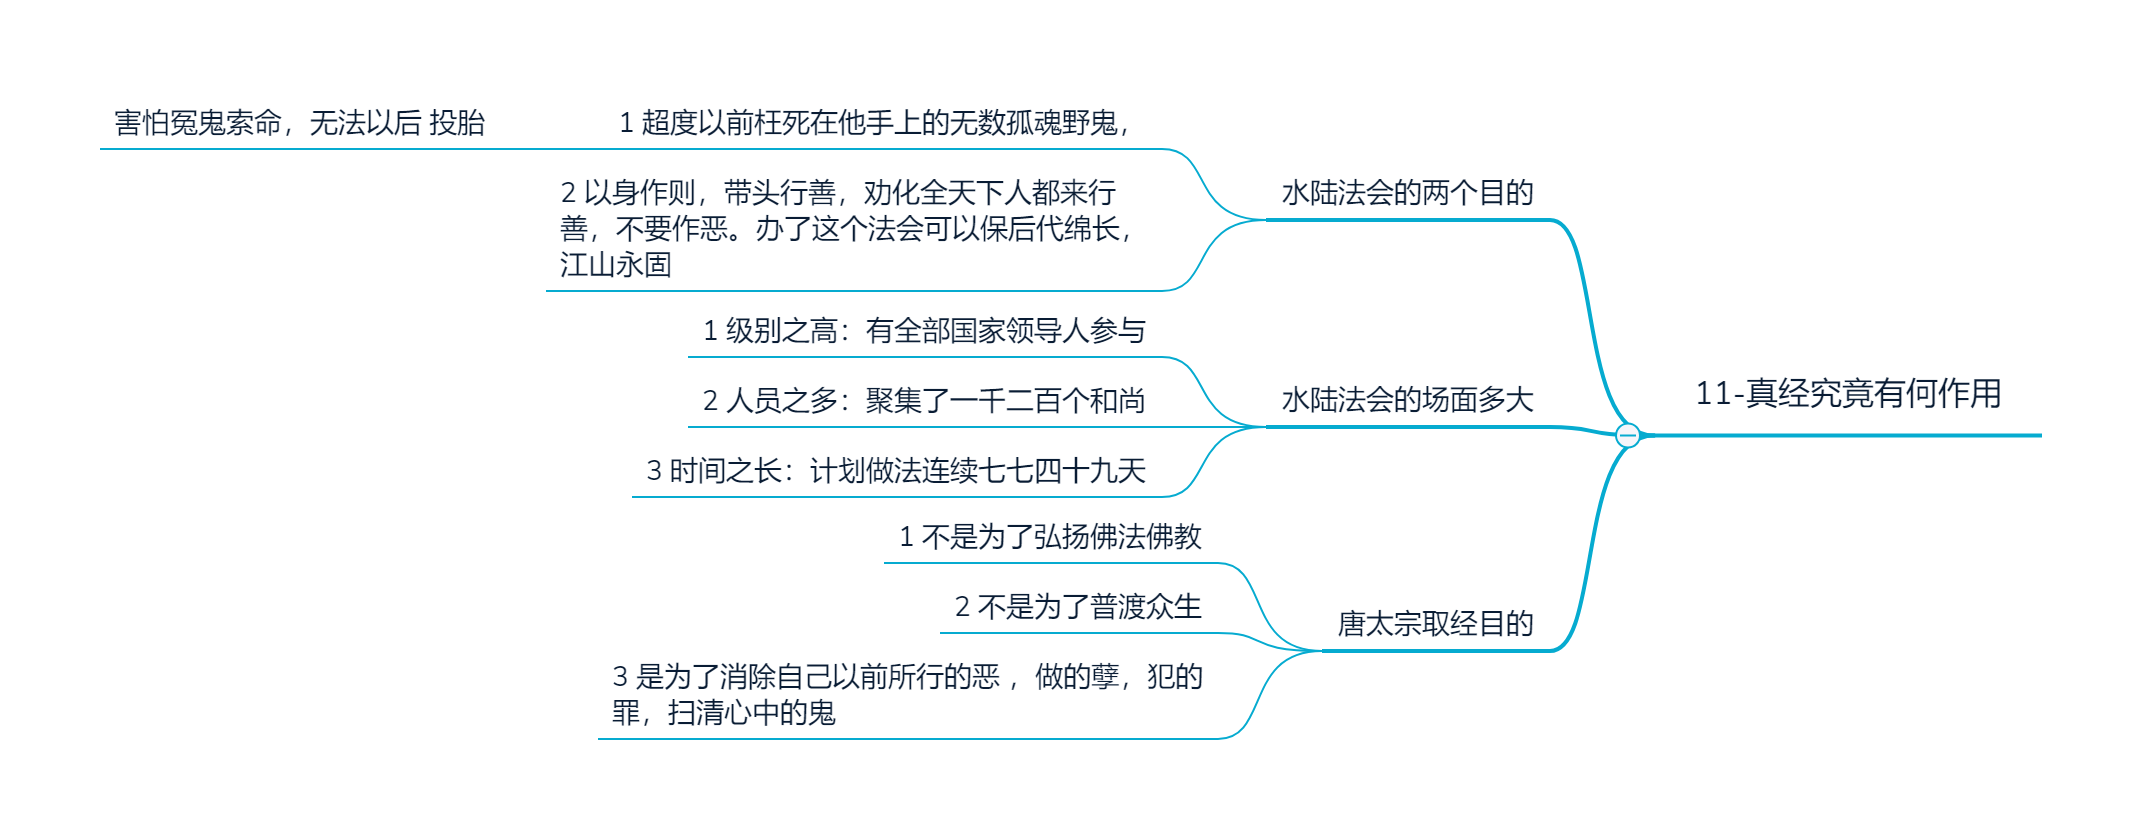 11-真经究竟有何作用
水陆法会的两个目的
1 超度以前枉死在他手上的无数孤魂野鬼，
害怕冤鬼索命，无法以后 投胎
2 以身作则，带头行善，劝化全天下人都来行
善，不要作恶。办了这个法会可以保后代绵长，
江山永固
水陆法会的场面多大
1 级别之高：有全部国家领导人参与
2 人员之多：聚集了一千二百个和尚
3 时间之长：计划做法连续七七四十九天
唐太宗取经目的
1 不是为了弘扬佛法佛教
2 不是为了普渡众生
3 是为了消除自己以前所行的恶 ，做的孽，犯的
罪，扫清心中的鬼